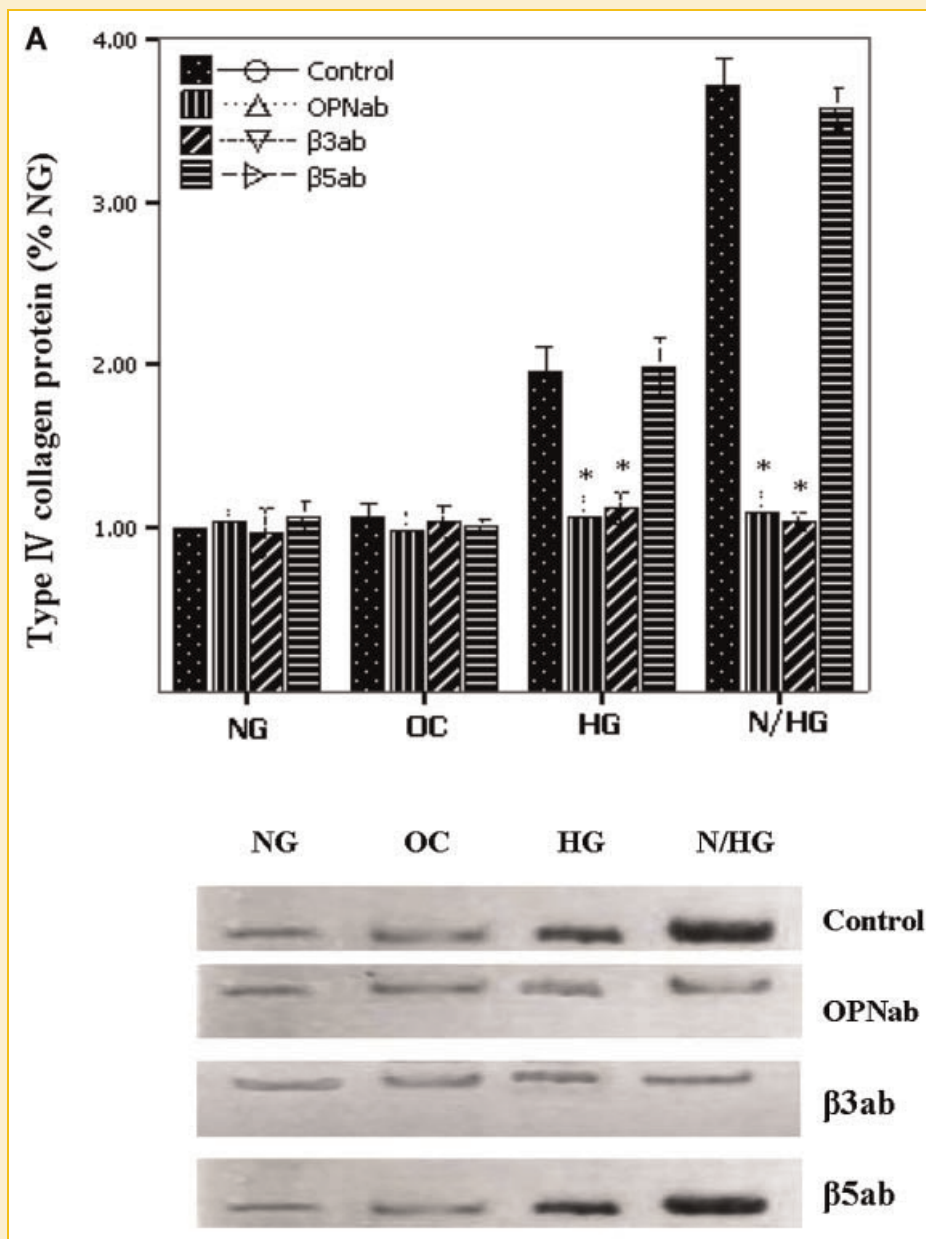 A
4.00
3.00
2.00
1.00
Type IV collagen protein (% NG)
Control
OPNab
β3ab
β5ab
* *
* *
NG OC HG N/HG
NG OC HG N/HG
Control
OPNab
β3ab
β5ab